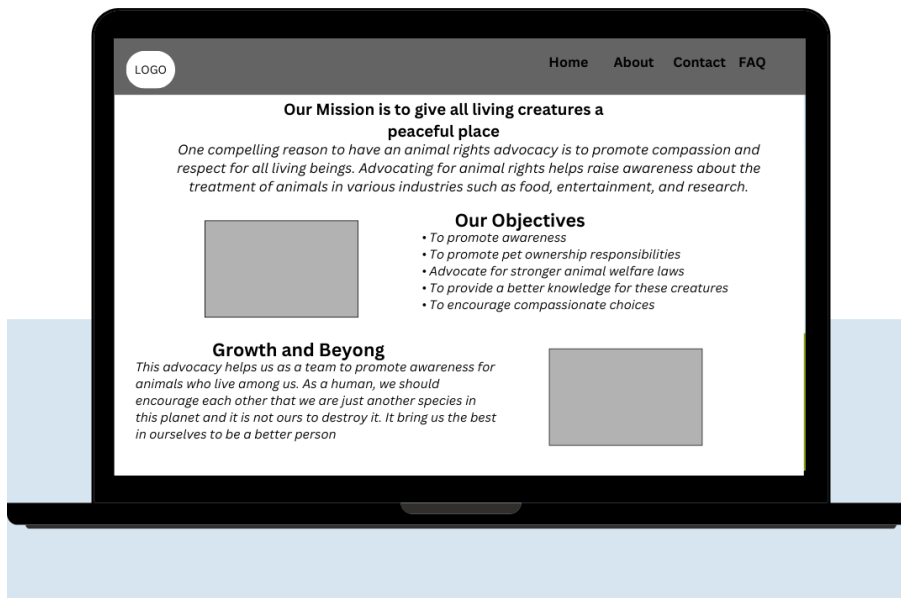 LOGO
Home About Contact FAQ
Our Mission is to give all living creatures a
peaceful place
One compelling reason to have an animal rights advocacy is to promote compassion and
respect for all living beings. Advocating for animal rights helps raise awareness about the
treatment of animals in various industries such as food, entertainment, and research.
Our Objectives
• To promote awareness
• To promote pet ownership responsibilities
• Advocate for stronger animal welfare laws
• To provide a better knowledge for these creatures
• To encourage compassionate choices
Growth and Beyong
This advocacy helps us as a team to promote awareness for
animals who live among us. As a human, we should
encourage each other that we are just another species in
this planet and it is not ours to destroy it. It bring us the best
in ourselves to be a better person